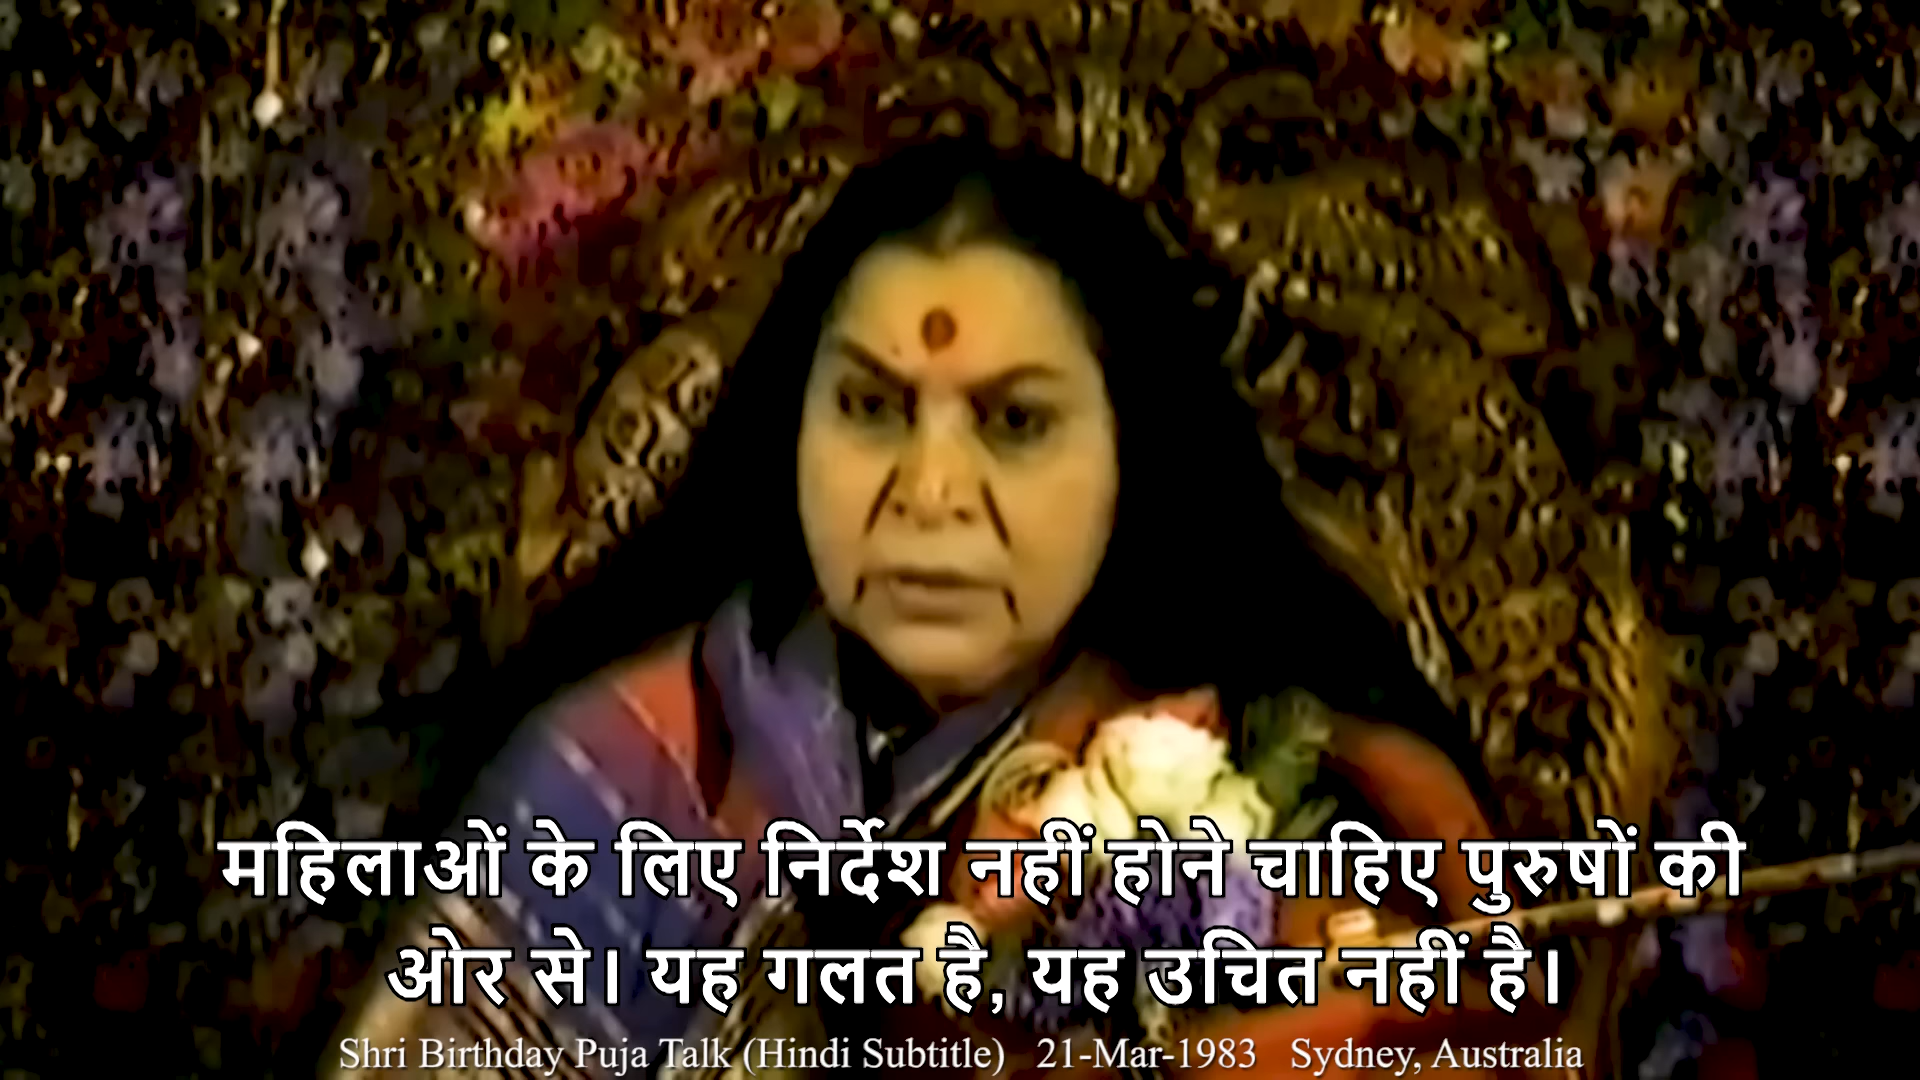 महिलाओं के लिए निर्देश नहीं होने चाहिए पुरुषों की
ओर से। यह गलत है, यह उचित नहीं है।
Shri Birthday Puja Talk (Hindi Subtitle) 21-Mar-1983 Sydney, Australia